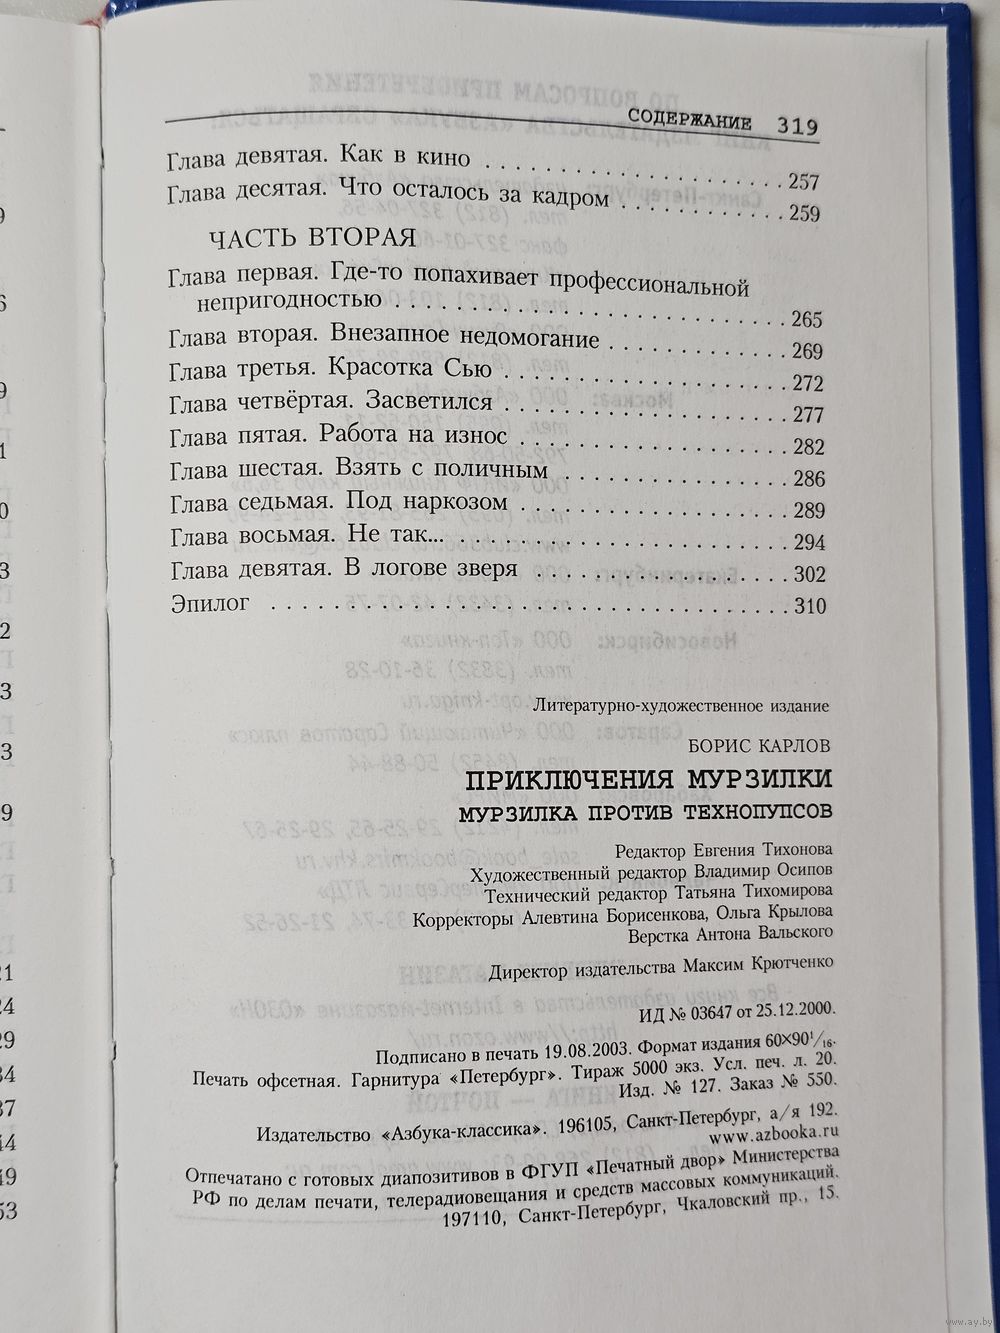 СОДЕРЖАНИЕ 319
Глава девятая. Как в кино . . . . . . . . . . . . . . . . . . . . 257
Глава десятая. Что осталось за кадром . . . . . . . . . . . . 259
ЧАСТЬ ВТОРАЯ
Глава первая. Где-то попахивает профессиональной
непригодностью . . . . . . . . . . . . . . . . . . . . . . . . . . 265
Глава вторая. Внезапное недомогание . . . . . . . . . . . . 269
Глава третья. Красотка Сью . . . . . . . . . . . . . . . . . . . 272
Глава четвёртая. Засветился . . . . . . . . . . . . . . . . . . . 277
Глава пятая. Работа на износ . . . . . . . . . . . . . . . . . . 282
Глава шестая. Взять с поличным . . . . . . . . . . . . . . . . 286
Глава седьмая. Под наркозом . . . . . . . . . . . . . . . . . . 289
Глава восьмая. Не так... . . . . . . . . . . . . . . . . . . . . . . 294
Глава девятая. В логове зверя . . . . . . . . . . . . . . . . . 302
Эпилог . . . . . . . . . . . . . . . . . . . . . . . . . . . . . . . . . . 310
Литературно-художественное издание
БОРИС КАРЛОВ
ПРИКЛЮЧЕНИЯ МУРЗИЛКИ
МУРЗИЛКА ПРОТИВ ТЕХНОПУПСОВ
Редактор Евгения Тихонова
Художественный редактор Владимир Осипов
Технический редактор Татьяна Тихомирова
Корректоры Алевтина Борисенкова, Ольга Крылова
Верстка Антона Вальского
Директор издательства Максим Крютченко
ИД № 03647 от 25.12.2000.
Подписано в печать 19.08.2003. Формат издания 60×90 1/16.
Печать офсетная. Гарнитура «Петербург». Тираж 5000 экз. Усл. печ. л. 20.
Изд. № 127. Заказ № 550.
Издательство «Азбука-классика». 196105, Санкт-Петербург, а/я 192.
www.azbooka.ru
Отпечатано с готовых диапозитивов в ФГУП «Печатный двор» Министерства
РФ по делам печати, телерадиовещания и средств массовых коммуникаций.
197110, Санкт-Петербург, Чкаловский пр., 15.
www.ay.by